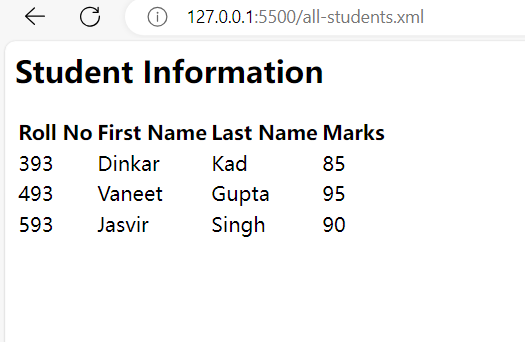 127.0.0.1:5500/all-students.xml
Student Information
Roll No First Name Last Name Marks
393 Dinkar Kad 85
493 Vaneet Gupta 95
593 Jasvir Singh 90